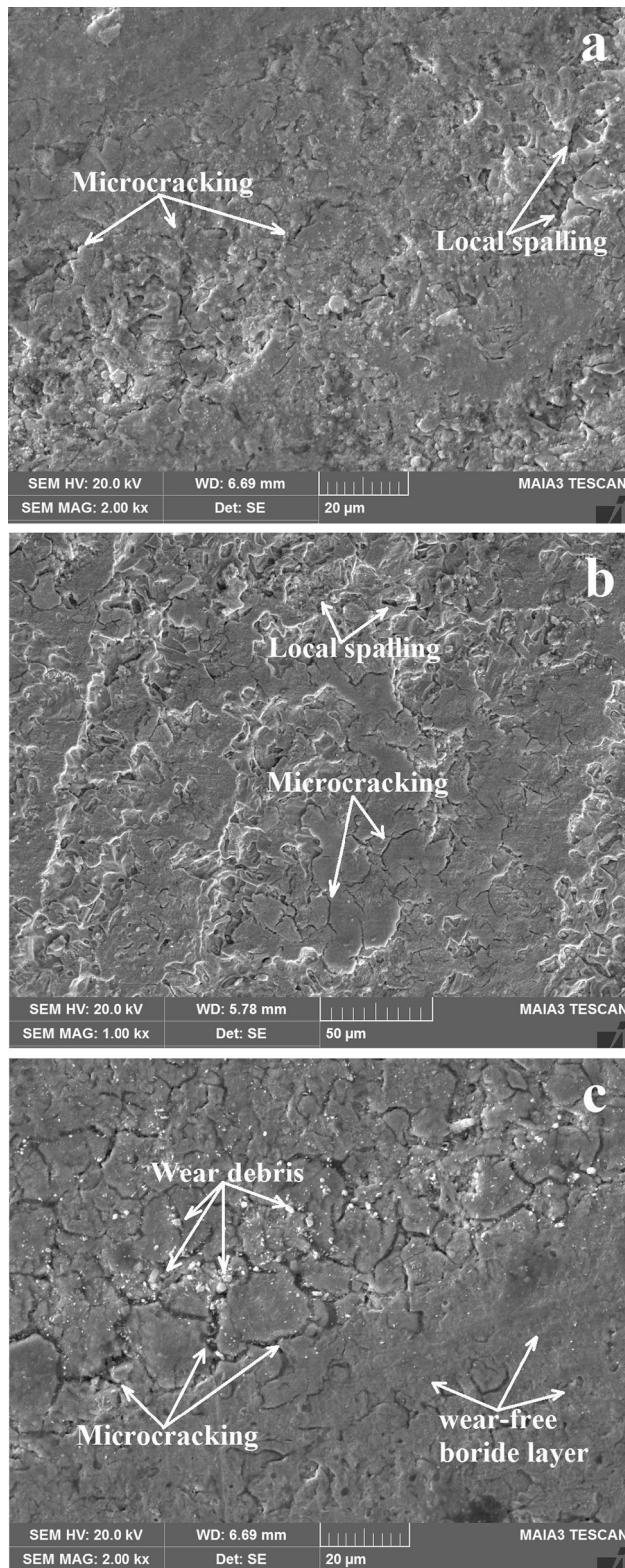 a
Microcracking
Local spalling
SEM HV: 20.0 kV WD: 6.69 mm MAIA3 TESCAN
SEM MAG: 2.00 kx Det: SE 20 µm
b
Local spalling
Microcracking
SEM HV: 20.0 kV WD: 5.78 mm MAIA3 TESCAN
SEM MAG: 1.00 kx Det: SE 50 µm
c
Wear debris
Microcracking
wear-free
boride layer
SEM HV: 20.0 kV WD: 6.69 mm MAIA3 TESCAN
SEM MAG: 2.00 kx Det: SE 20 µm